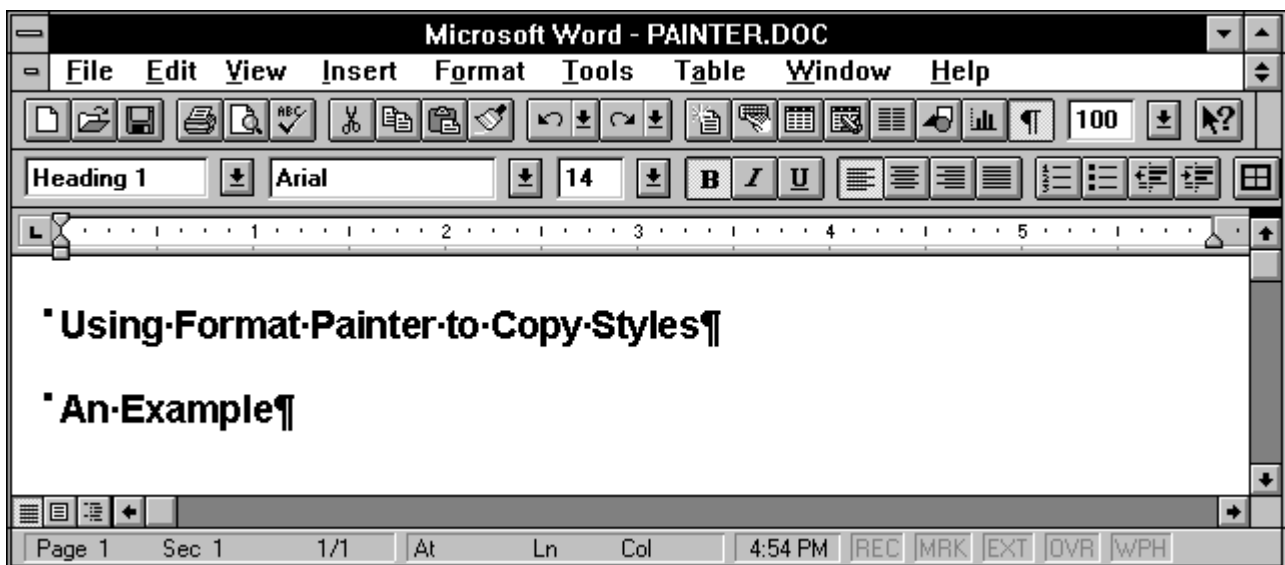 Microsoft Word - PAINTER.DOC
File Edit View Insert Format Tools Table Window Help
ABC 100 ?
Heading 1 Arial 14 B I U
1 2 3 4 5
Using·Format·Painter·to·Copy·Styles¶
An·Example¶
Page 1 Sec 1 1/1 At Ln Col 4:54 PM REC MRK EXT OVR WPH